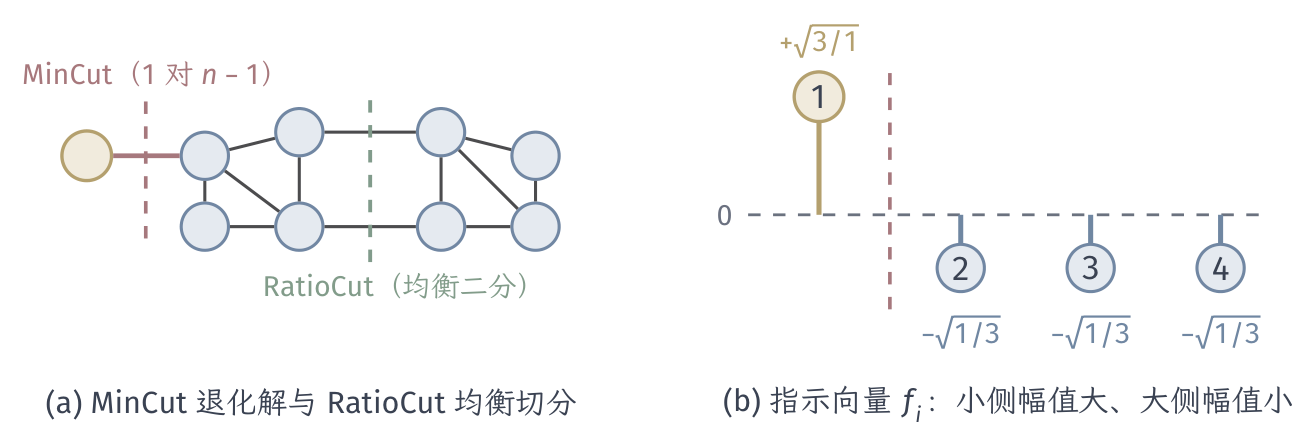 MinCut（1 对 n – 1）
RatioCut（均衡二分）
(a) MinCut 退化解与 RatioCut 均衡切分
+√3/1
1
0
2
3
4
−√1/3
−√1/3
−√1/3
(b) 指示向量 f_i：小侧幅值大、大侧幅值小